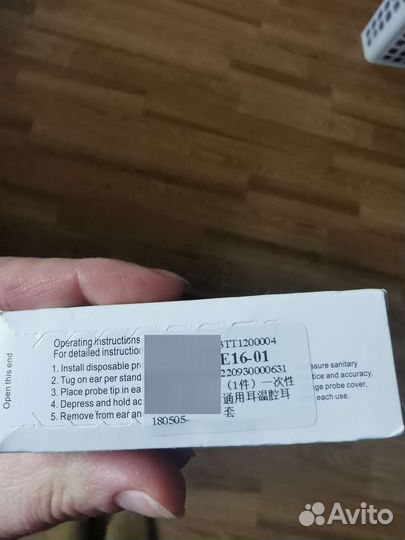 Open this end
Operating instructions
For detailed instruction
1. Install disposable pr
2. Tug on ear per stand
3. Place probe tip in ea
4. Depress and hold ac
5. Remove from ear an
TT1200004
E16-01
220930000631
（1件）一次性
通用耳温腔耳
套
180505-
ssure sanitary
tice and accuracy,
ge probe cover,
each use.
Avito